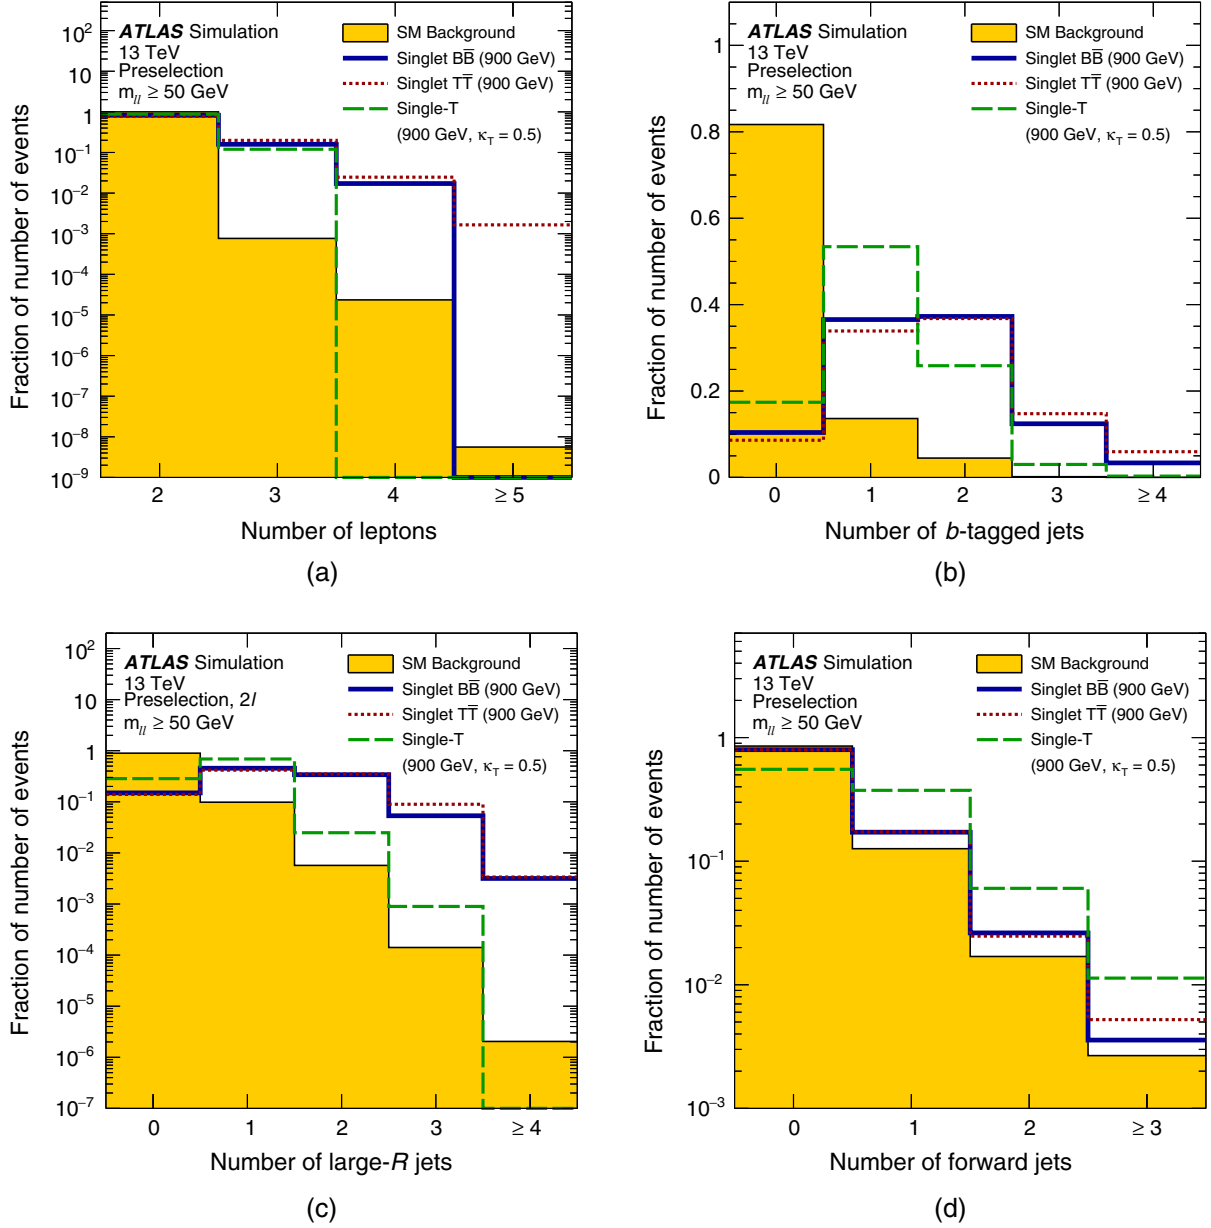 ATLAS Simulation
13 TeV
Preselection
m_ll ≥ 50 GeV
SM Background
Singlet BB̅ (900 GeV)
Singlet TT̅ (900 GeV)
Single-T
(900 GeV, κ_T = 0.5)
10²
10
1
10⁻¹
10⁻²
10⁻³
10⁻⁴
10⁻⁵
10⁻⁶
10⁻⁷
10⁻⁸
10⁻⁹
Fraction of number of events
2 3 4 ≥ 5
Number of leptons
(a)
ATLAS Simulation
13 TeV
Preselection
m_ll ≥ 50 GeV
SM Background
Singlet BB̅ (900 GeV)
Singlet TT̅ (900 GeV)
Single-T
(900 GeV, κ_T = 0.5)
1
0.8
0.6
0.4
0.2
0
Fraction of number of events
0 1 2 3 ≥ 4
Number of b-tagged jets
(b)
ATLAS Simulation
13 TeV
Preselection, 2l
m_ll ≥ 50 GeV
SM Background
Singlet BB̅ (900 GeV)
Singlet TT̅ (900 GeV)
Single-T
(900 GeV, κ_T = 0.5)
10²
10
1
10⁻¹
10⁻²
10⁻³
10⁻⁴
10⁻⁵
10⁻⁶
10⁻⁷
Fraction of number of events
0 1 2 3 ≥ 4
Number of large-R jets
(c)
ATLAS Simulation
13 TeV
Preselection
m_ll ≥ 50 GeV
SM Background
Singlet BB̅ (900 GeV)
Singlet TT̅ (900 GeV)
Single-T
(900 GeV, κ_T = 0.5)
1
10⁻¹
10⁻²
10⁻³
Fraction of number of events
0 1 2 ≥ 3
Number of forward jets
(d)